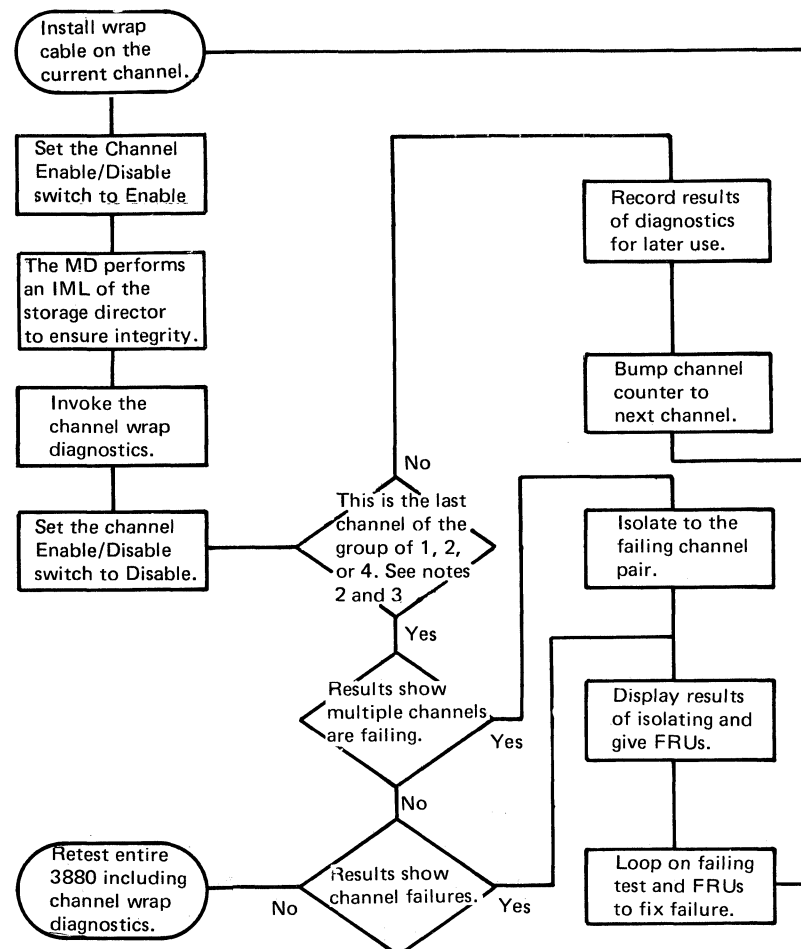 Install wrap
cable on the
current channel.
Set the Channel
Enable/Disable
switch to Enable
The MD performs
an IML of the
storage director
to ensure integrity.
Invoke the
channel wrap
diagnostics.
Set the channel
Enable/Disable
switch to Disable.
No
This is the last
channel of the
group of 1, 2,
or 4. See notes
2 and 3
Yes
Record results
of diagnostics
for later use.
Bump channel
counter to
next channel.
Results show
multiple channels
are failing.
Yes
No
Isolate to the
failing channel
pair.
Display results
of isolating and
give FRUs.
Results show
channel failures.
No
Yes
Retest entire
3880 including
channel wrap
diagnostics.
Loop on failing
test and FRUs
to fix failure.